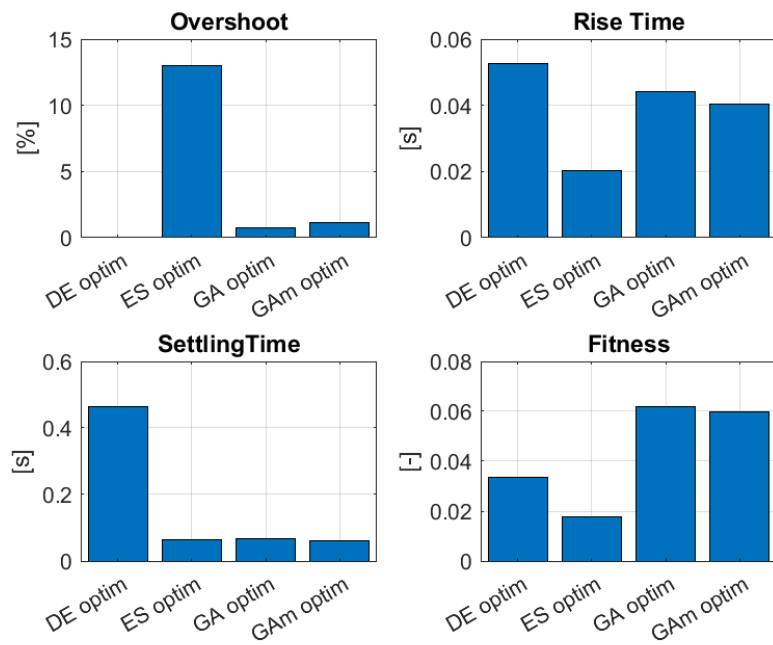 Overshoot
15
10
5
0
[%]
DE optim
ES optim
GA optim
GAm optim
Rise Time
0.06
0.04
0.02
0
[s]
DE optim
ES optim
GA optim
GAm optim
SettlingTime
0.6
0.4
0.2
0
[s]
DE optim
ES optim
GA optim
GAm optim
Fitness
0.08
0.06
0.04
0.02
0
[-]
DE optim
ES optim
GA optim
GAm optim